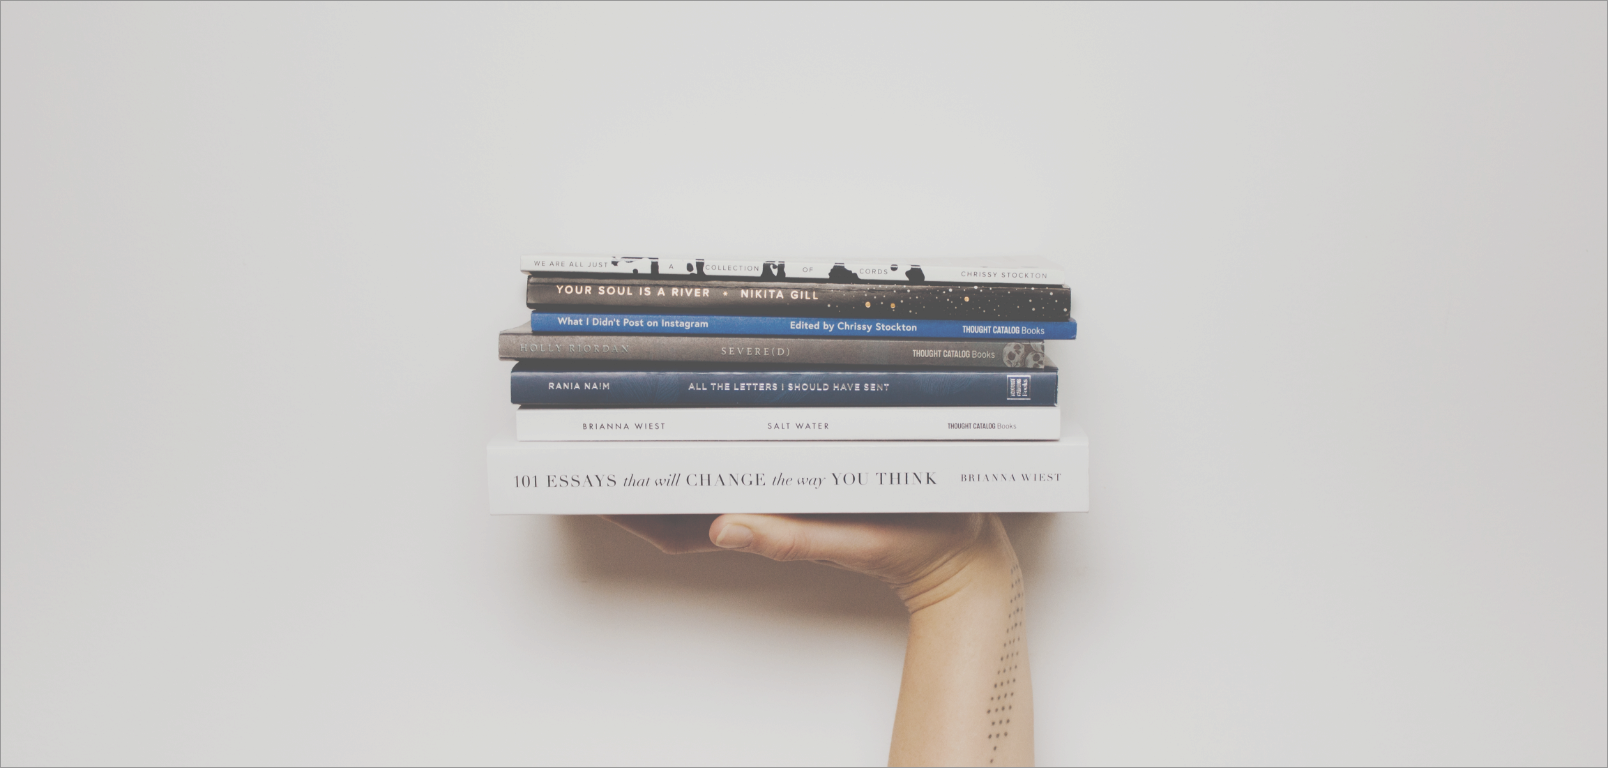 WE ARE ALL JUST A COLLECTION OF CORDS CHRISSY STOCKTON
YOUR SOUL IS A RIVER • NIKITA GILL
What I Didn't Post on Instagram Edited by Chrissy Stockton THOUGHT CATALOG Books
HOLLY RIORDAN SEVERE(D) THOUGHT CATALOG Books
RANIA NAIM ALL THE LETTERS I SHOULD HAVE SENT
BRIANNA WIEST SALT WATER THOUGHT CATALOG Books
101 ESSAYS that will CHANGE the way YOU THINK BRIANNA WIEST